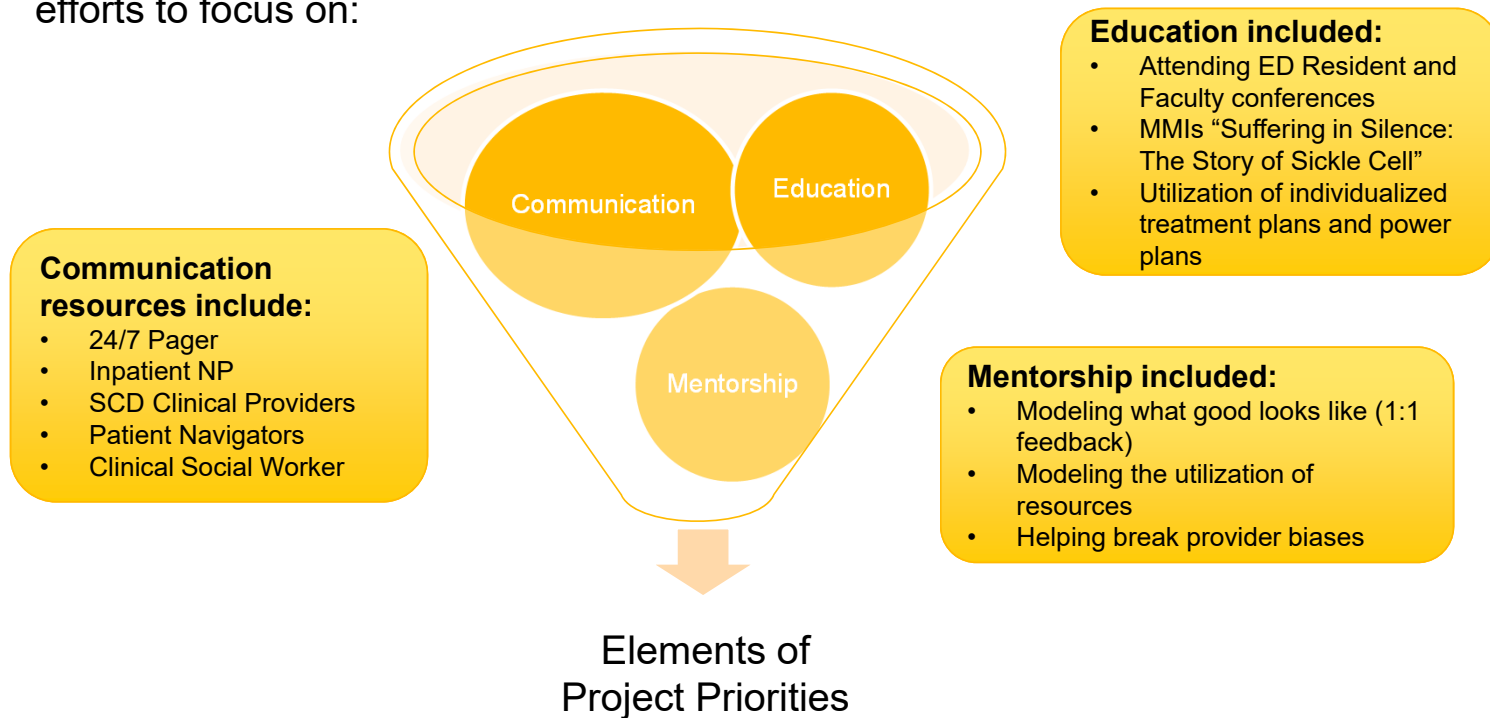 efforts to focus on:
Education included:
• Attending ED Resident and
Faculty conferences
• MMIs “Suffering in Silence:
The Story of Sickle Cell”
• Utilization of individualized
treatment plans and power
plans
Communication
Education
Mentorship
Communication
resources include:
• 24/7 Pager
• Inpatient NP
• SCD Clinical Providers
• Patient Navigators
• Clinical Social Worker
Mentorship included:
• Modeling what good looks like (1:1
feedback)
• Modeling the utilization of
resources
• Helping break provider biases
Elements of
Project Priorities